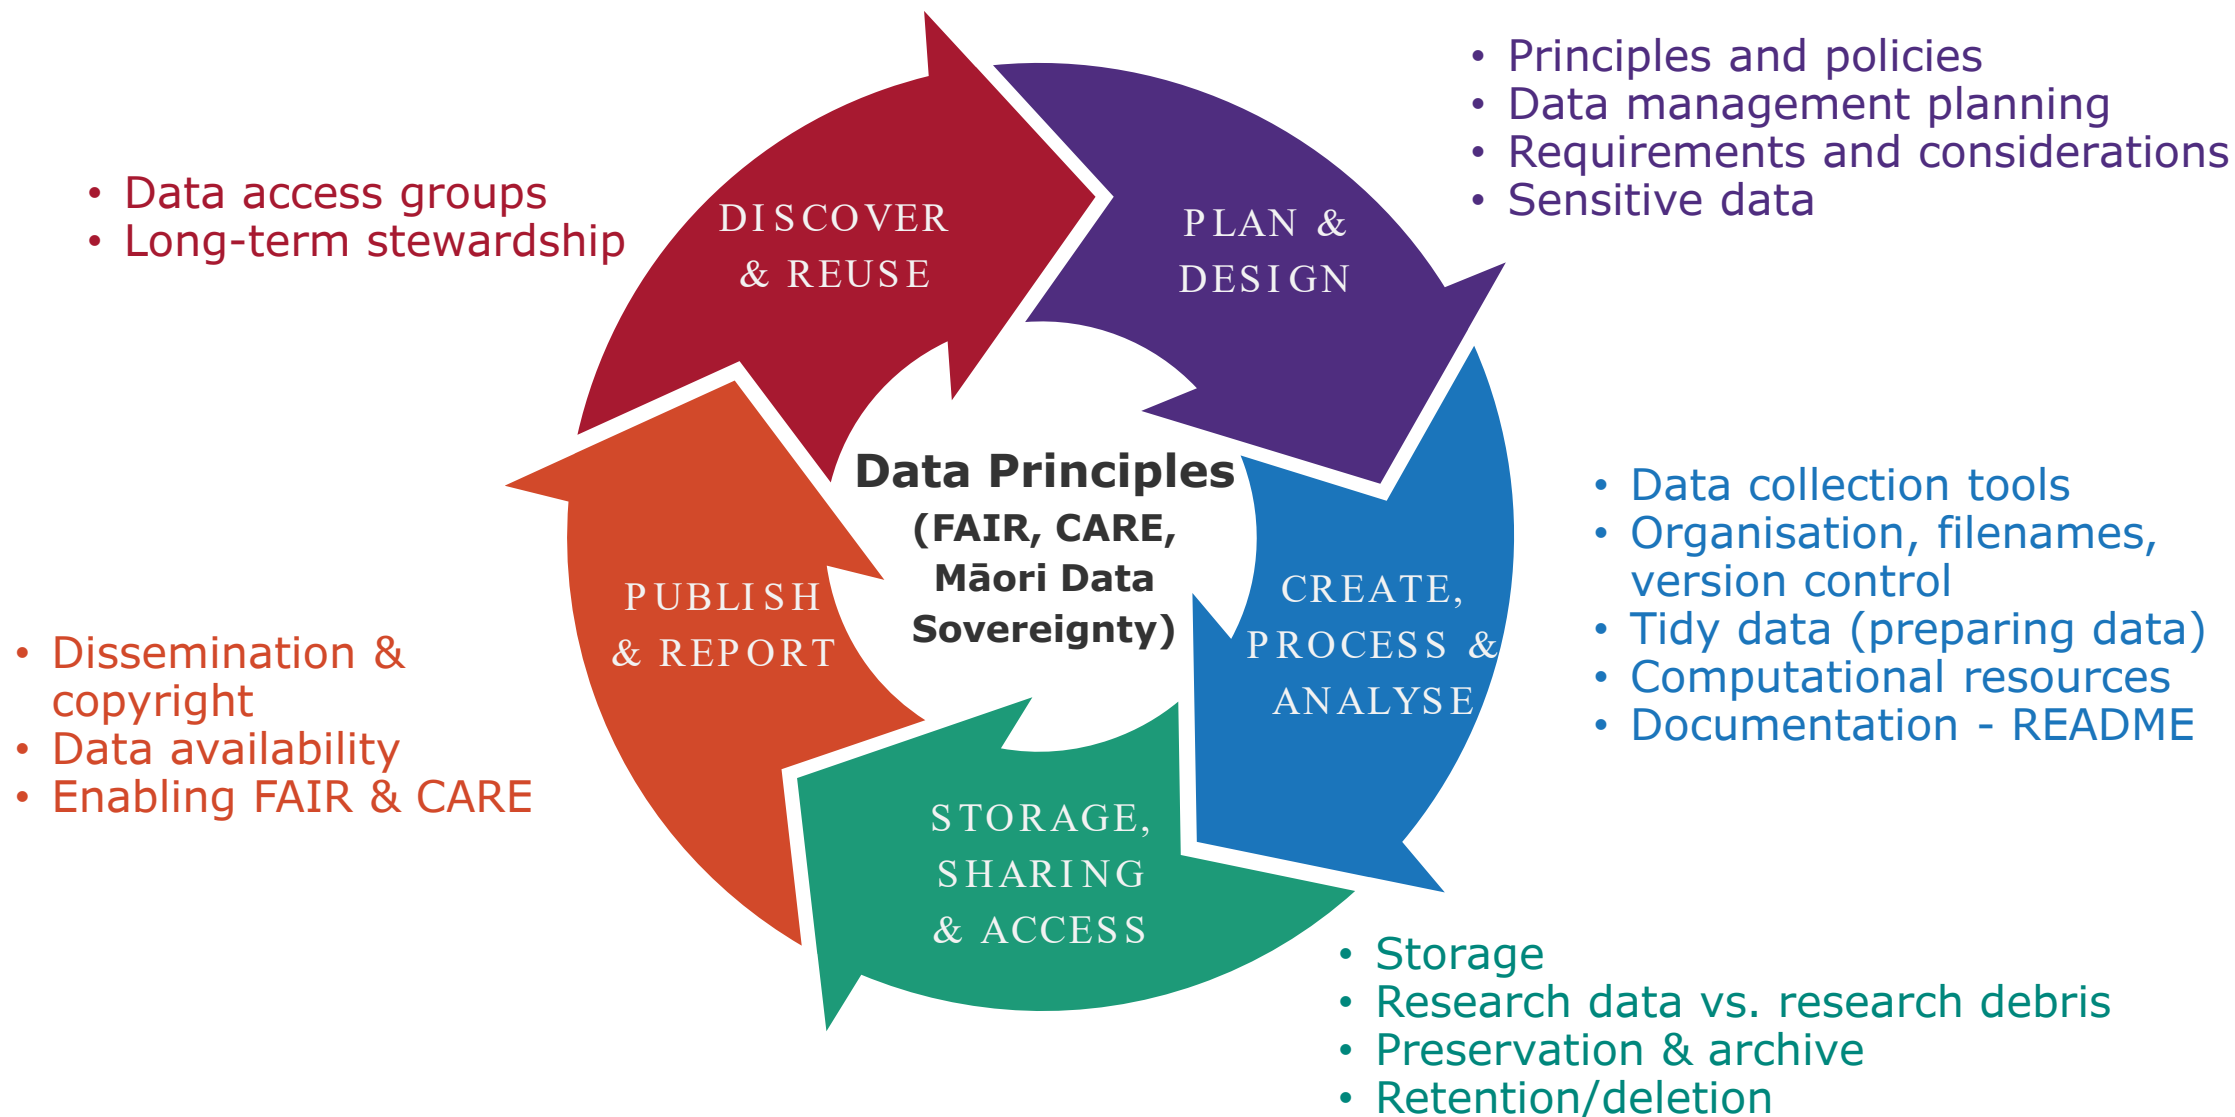 • Principles and policies
• Data management planning
• Requirements and considerations
• Sensitive data
• Data access groups
• Long-term stewardship
DISCOVER
& REUSE
PLAN &
DESIGN
Data Principles
(FAIR, CARE,
Māori Data
Sovereignty)
• Data collection tools
• Organisation, filenames,
version control
• Tidy data (preparing data)
• Computational resources
• Documentation - README
CREATE,
PROCESS &
ANALYSE
PUBLISH
& REPORT
• Dissemination &
copyright
• Data availability
• Enabling FAIR & CARE
STORAGE,
SHARING
& ACCESS
• Storage
• Research data vs. research debris
• Preservation & archive
• Retention/deletion